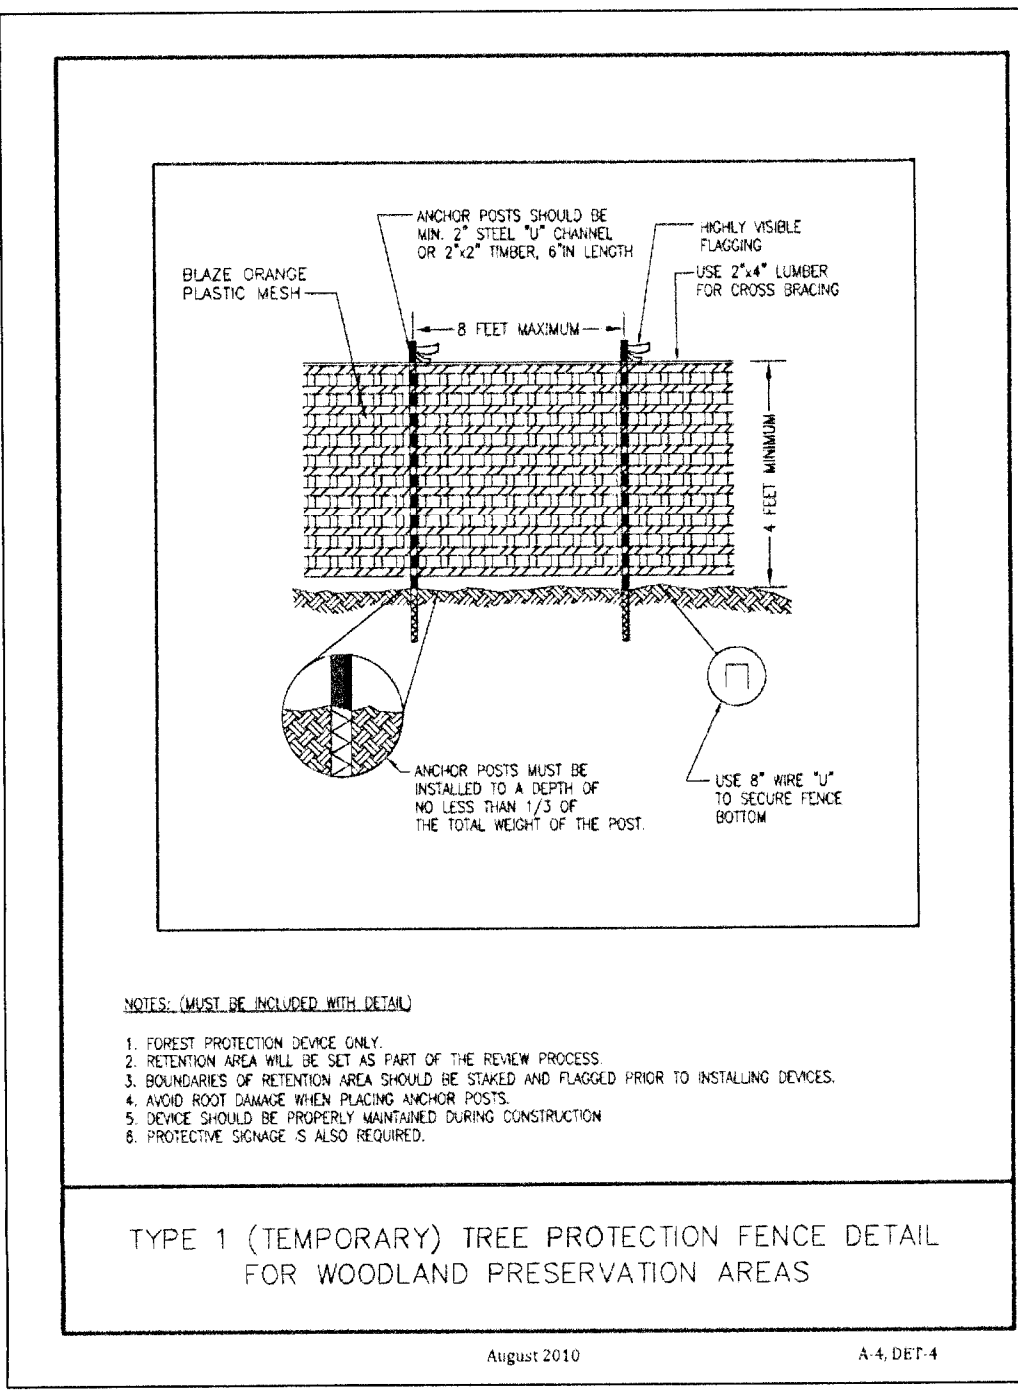 ANCHOR POSTS SHOULD BE
MIN. 2" STEEL "U" CHANNEL
OR 2"x2" TIMBER, 6"IN LENGTH
HIGHLY VISIBLE
FLAGGING
BLAZE ORANGE
PLASTIC MESH
USE 2"x4" LUMBER
FOR CROSS BRACING
8 FEET MAXIMUM
4 FEET MINIMUM
ANCHOR POSTS MUST BE
INSTALLED TO A DEPTH OF
NO LESS THAN 1/3 OF
THE TOTAL WEIGHT OF THE POST.
USE 8" WIRE "U"
TO SECURE FENCE
BOTTOM
NOTES: (MUST BE INCLUDED WITH DETAIL)
1. FOREST PROTECTION DEVICE ONLY.
2. RETENTION AREA WILL BE SET AS PART OF THE REVIEW PROCESS.
3. BOUNDARIES OF RETENTION AREA SHOULD BE STAKED AND FLAGGED PRIOR TO INSTALLING DEVICES.
4. AVOID ROOT DAMAGE WHEN PLACING ANCHOR POSTS.
5. DEVICE SHOULD BE PROPERLY MAINTAINED DURING CONSTRUCTION
6. PROTECTIVE SIGNAGE IS ALSO REQUIRED.
TYPE 1 (TEMPORARY) TREE PROTECTION FENCE DETAIL
FOR WOODLAND PRESERVATION AREAS
August 2010
A-4, DET-4